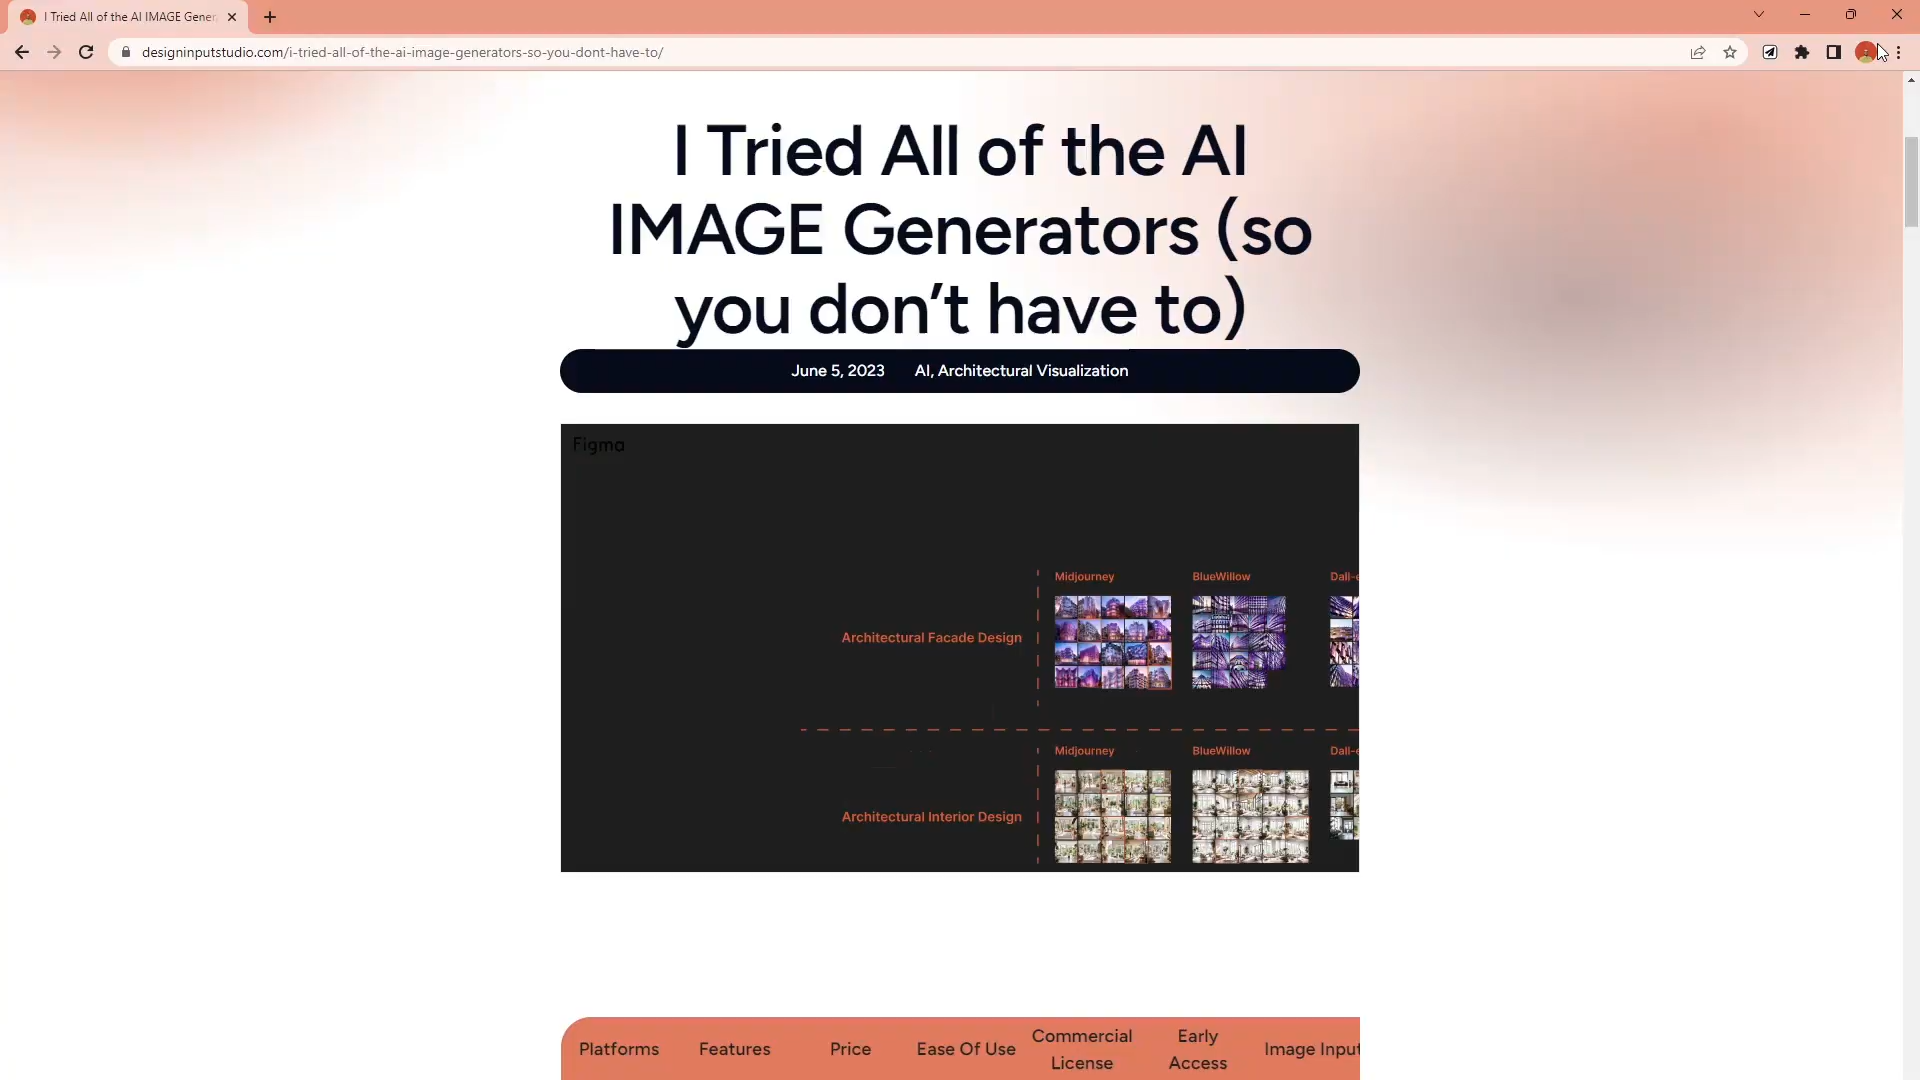 I Tried All of the AI IMAGE Gener
designinputstudio.com/i-tried-all-of-the-ai-image-generators-so-you-dont-have-to/
I Tried All of the AI
IMAGE Generators (so
you don’t have to)
June 5, 2023 AI, Architectural Visualization
Figma
Midjourney BlueWillow Dall-e
Architectural Facade Design
Midjourney BlueWillow Dall-e
Architectural Interior Design
Platforms Features Price Ease Of Use Commercial License Early Access Image Input